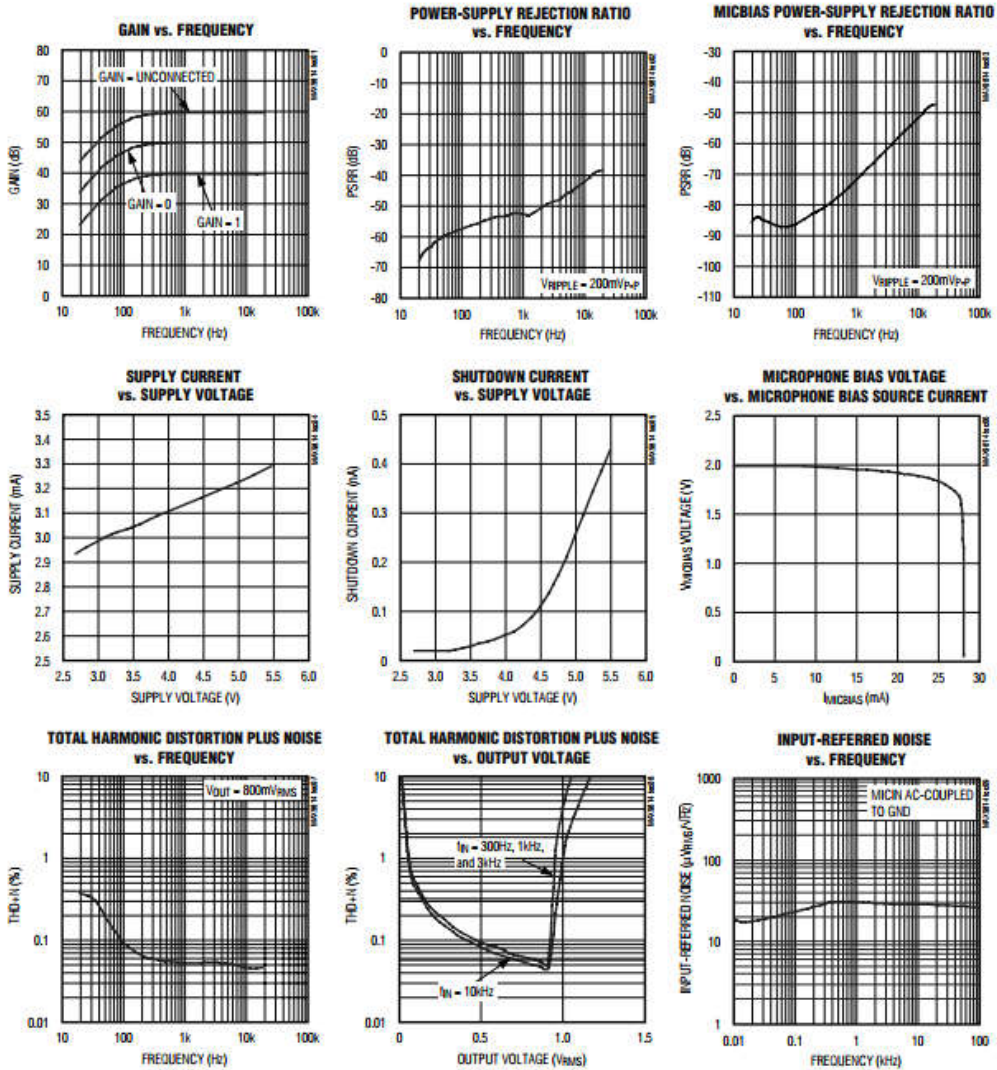 GAIN vs. FREQUENCY
80
70
60
50
40
30
20
10
0
GAIN (dB)
GAIN = UNCONNECTED
GAIN = 0
GAIN = 1
10
100
1k
10k
100k
FREQUENCY (Hz)
POWER-SUPPLY REJECTION RATIO
vs. FREQUENCY
0
-10
-20
-30
-40
-50
-60
-70
-80
PSRR (dB)
VRIPPLE = 200mVP-P
10
100
1k
10k
100k
FREQUENCY (Hz)
MICBIAS POWER-SUPPLY REJECTION RATIO
vs. FREQUENCY
-30
-40
-50
-60
-70
-80
-90
-100
-110
PSRR (dB)
VRIPPLE = 200mVP-P
10
100
1k
10k
100k
FREQUENCY (Hz)
SUPPLY CURRENT
vs. SUPPLY VOLTAGE
3.5
3.4
3.3
3.2
3.1
3.0
2.9
2.8
2.7
2.6
2.5
SUPPLY CURRENT (mA)
2.5
3.0
3.5
4.0
4.5
5.0
5.5
6.0
SUPPLY VOLTAGE (V)
SHUTDOWN CURRENT
vs. SUPPLY VOLTAGE
0.5
0.4
0.3
0.2
0.1
0
SHUTDOWN CURRENT (nA)
2.5
3.0
3.5
4.0
4.5
5.0
5.5
6.0
SUPPLY VOLTAGE (V)
MICROPHONE BIAS VOLTAGE
vs. MICROPHONE BIAS SOURCE CURRENT
2.5
2.0
1.5
1.0
0.5
0
VMICBIAS VOLTAGE (V)
0
5
10
15
20
25
30
IMICBIAS (mA)
TOTAL HARMONIC DISTORTION PLUS NOISE
vs. FREQUENCY
10
1
0.1
0.01
THD+N (%)
VOUT = 800mVRMS
10
100
1k
10k
100k
FREQUENCY (Hz)
TOTAL HARMONIC DISTORTION PLUS NOISE
vs. OUTPUT VOLTAGE
10
1
0.1
0.01
THD+N (%)
fIN = 300Hz, 1kHz,
and 3kHz
fIN = 10kHz
0
0.5
1.0
1.5
OUTPUT VOLTAGE (VRMS)
INPUT-REFERRED NOISE
vs. FREQUENCY
1000
100
10
1
INPUT-REFERRED NOISE (µVRMS/√Hz)
MICIN AC-COUPLED
TO GND
0.01
0.1
1
10
100
FREQUENCY (kHz)